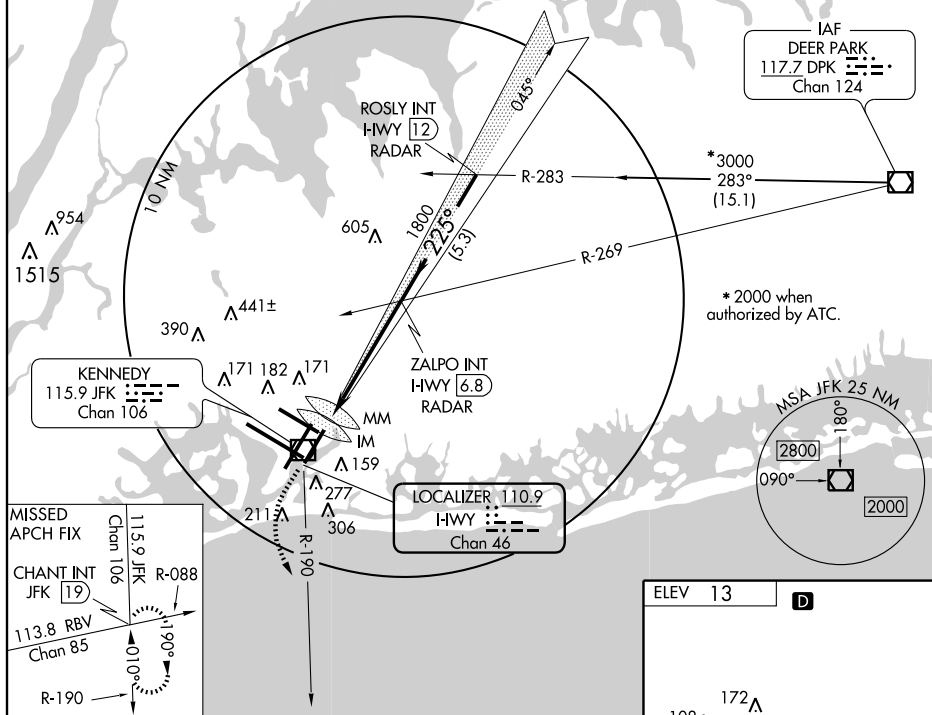 IAF
DEER PARK
117.7 DPK
Chan 124
ROSLY INT
I-IWY 12
RADAR
045°
10 NM
R-283
*3000
283°
(15.1)
954
1515
605
1800
225°
(5.3)
R-269
* 2000 when
authorized by ATC.
441±
390
ZALPO INT
I-IWY 6.8
RADAR
KENNEDY
115.9 JFK
Chan 106
171
182
171
MM
IM
MSA JFK 25 NM
180°
2800
090°
2000
159
277
211
306
LOCALIZER 110.9
I-IWY
Chan 46
R-190
MISSED
APCH FIX
115.9 JFK
Chan 106
CHANT INT
JFK 19
R-088
113.8 RBV
Chan 85
190°
010°
R-190
ELEV 13
D
172